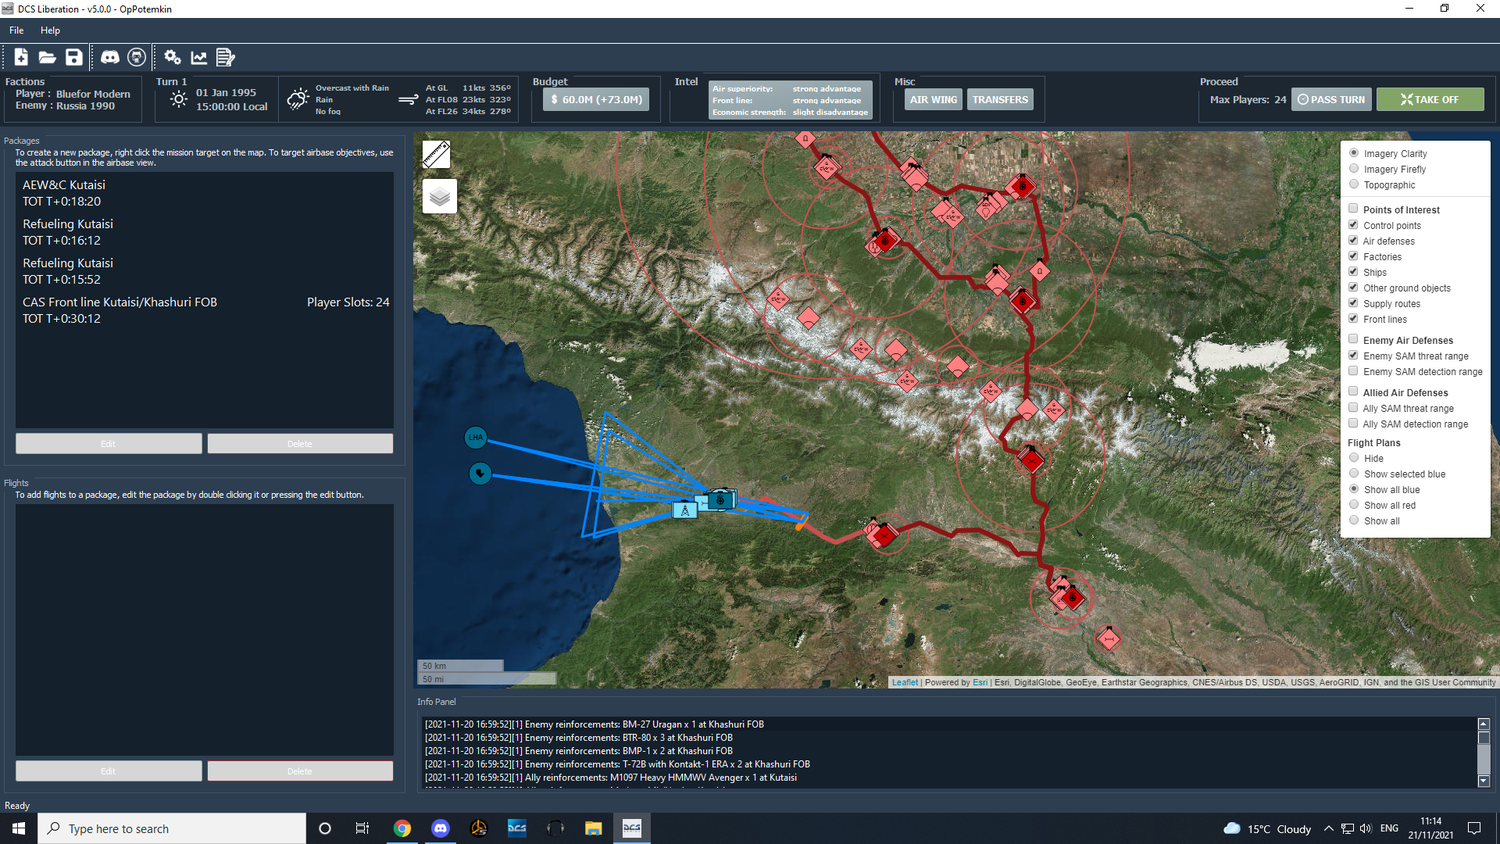 DCS Liberation - v5.0.0 - OpPotemkin
File Help
Factions
Player : Bluefor Modern
Enemy : Russia 1990
Turn 1
01 Jan 1995
15:00:00 Local
Overcast with Rain
Rain
No fog
At GL 11kts 356º
At FL08 23kts 323º
At FL26 34kts 278º
Budget
$ 60.0M (+73.0M)
Intel
Air superiority: strong advantage
Front line: strong advantage
Economic strength: slight disadvantage
Misc
AIR WING TRANSFERS
Proceed
Max Players: 24 PASS TURN TAKE OFF
Packages
To create a new package, right click the mission target on the map. To target airbase objectives, use
the attack button in the airbase view.
AEW&C Kutaisi
TOT T+0:18:20
Refueling Kutaisi
TOT T+0:16:12
Refueling Kutaisi
TOT T+0:15:52
CAS Front line Kutaisi/Khashuri FOB Player Slots: 24
TOT T+0:30:12
Edit Delete
Flights
To add flights to a package, edit the package by double clicking it or pressing the edit button.
Edit Delete
LHA
50 km
50 mi
Imagery Clarity
Imagery Firefly
Topographic
Points of Interest
Control points
Air defenses
Factories
Ships
Other ground objects
Supply routes
Front lines
Enemy Air Defenses
Enemy SAM threat range
Enemy SAM detection range
Allied Air Defenses
Ally SAM threat range
Ally SAM detection range
Flight Plans
Hide
Show selected blue
Show all blue
Show all red
Show all
Leaflet | Powered by Esri | Esri, DigitalGlobe, GeoEye, Earthstar Geographics, CNES/Airbus DS, USDA, USGS, AeroGRID, IGN, and the GIS User Community
Info Panel
[2021-11-20 16:59:52][1] Enemy reinforcements: BM-27 Uragan x 1 at Khashuri FOB
[2021-11-20 16:59:52][1] Enemy reinforcements: BTR-80 x 3 at Khashuri FOB
[2021-11-20 16:59:52][1] Enemy reinforcements: BMP-1 x 2 at Khashuri FOB
[2021-11-20 16:59:52][1] Enemy reinforcements: T-72B with Kontakt-1 ERA x 2 at Khashuri FOB
[2021-11-20 16:59:52][1] Ally reinforcements: M1097 Heavy HMMWV Avenger x 1 at Kutaisi
Ready
Type here to search
DCS
DCS
15°C Cloudy
ENG
11:14
21/11/2021